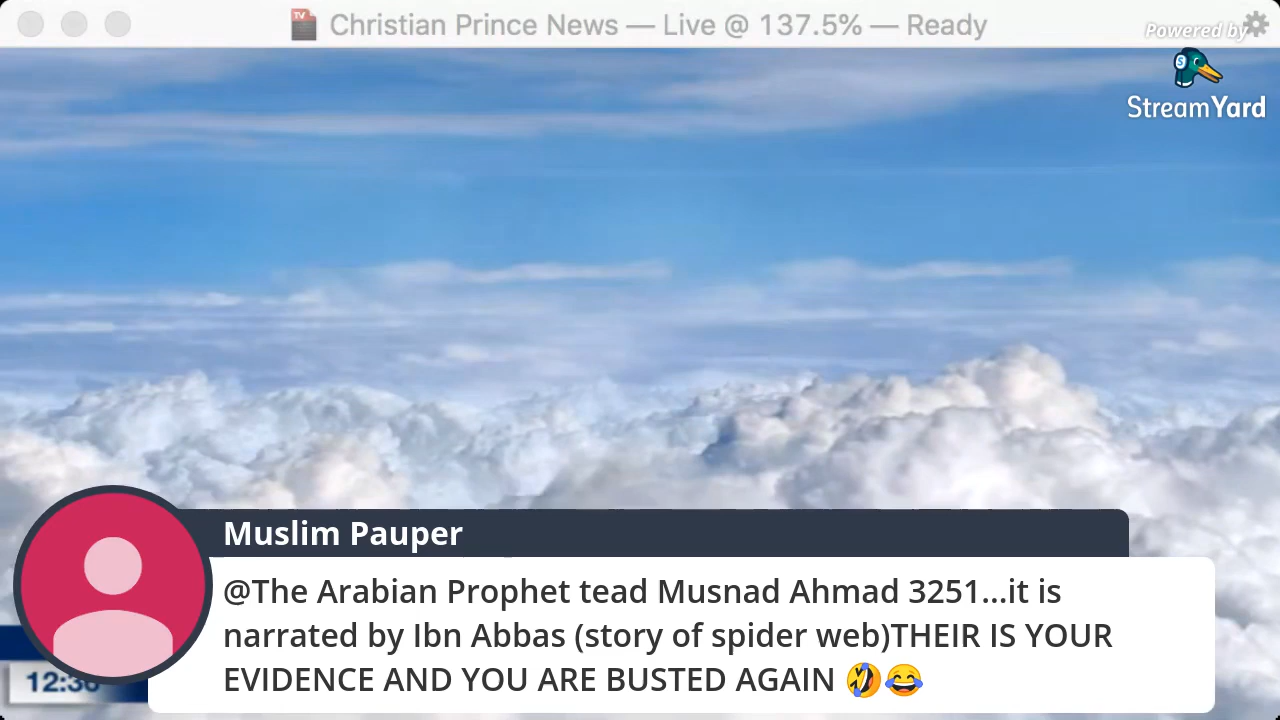 Christian Prince News — Live @ 137.5% — Ready
Powered by
StreamYard
Muslim Pauper
@The Arabian Prophet tead Musnad Ahmad 3251...it is
narrated by Ibn Abbas (story of spider web)THEIR IS YOUR
EVIDENCE AND YOU ARE BUSTED AGAIN 🤣😂